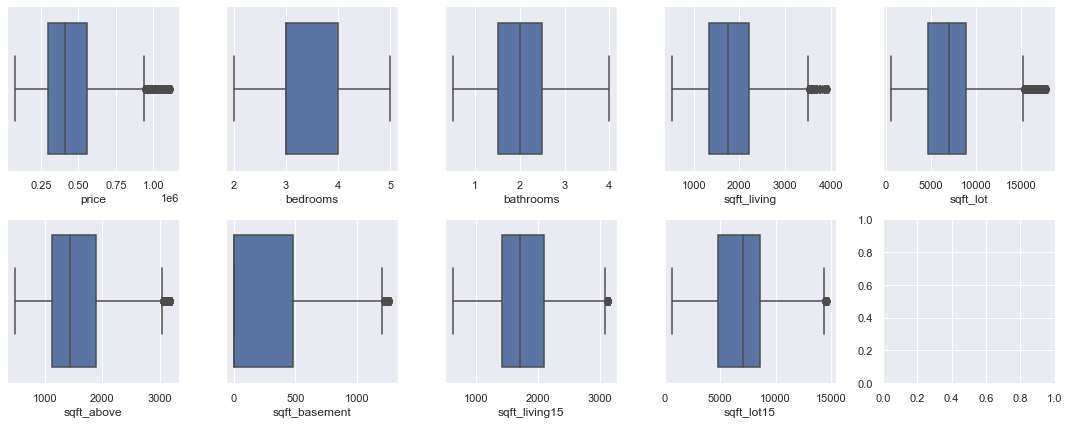 0.25 0.50 0.75 1.00
price 1e6
2 3 4 5
bedrooms
1 2 3 4
bathrooms
1000 2000 3000 4000
sqft_living
0 5000 10000 15000
sqft_lot
1000 2000 3000
sqft_above
0 500 1000
sqft_basement
1000 2000 3000
sqft_living15
0 5000 10000 15000
sqft_lot15
1.0
0.8
0.6
0.4
0.2
0.0
0.0 0.2 0.4 0.6 0.8 1.0